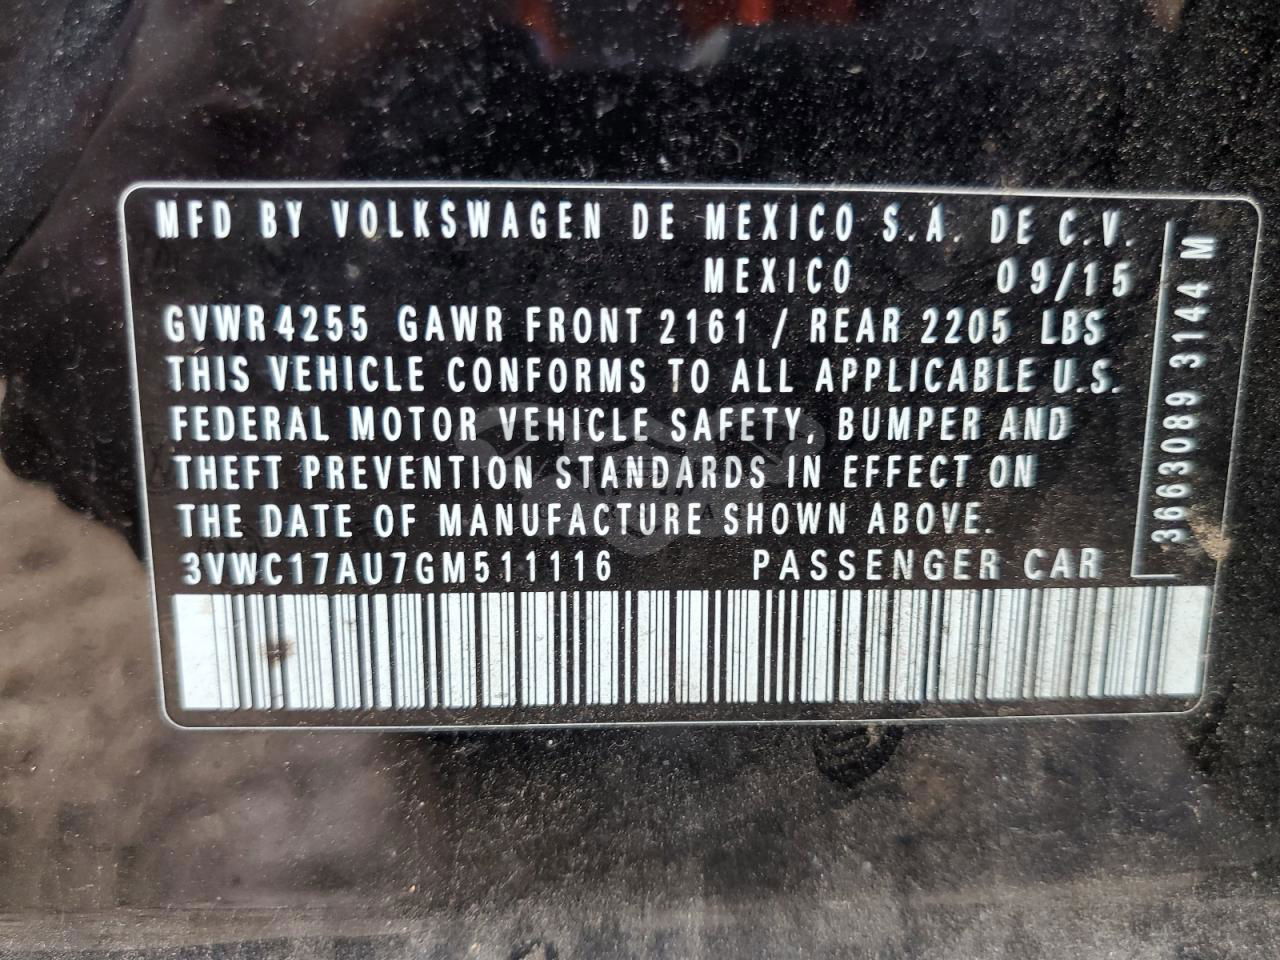 MFD BY VOLKSWAGEN DE MEXICO S.A. DE C.V.
MEXICO 09/15
GVWR 4255 GAWR FRONT 2161 / REAR 2205 LBS
THIS VEHICLE CONFORMS TO ALL APPLICABLE U.S.
FEDERAL MOTOR VEHICLE SAFETY, BUMPER AND
THEFT PREVENTION STANDARDS IN EFFECT ON
THE DATE OF MANUFACTURE SHOWN ABOVE.
3VWC17AU7GM511116 PASSENGER CAR
3663089 3144 M